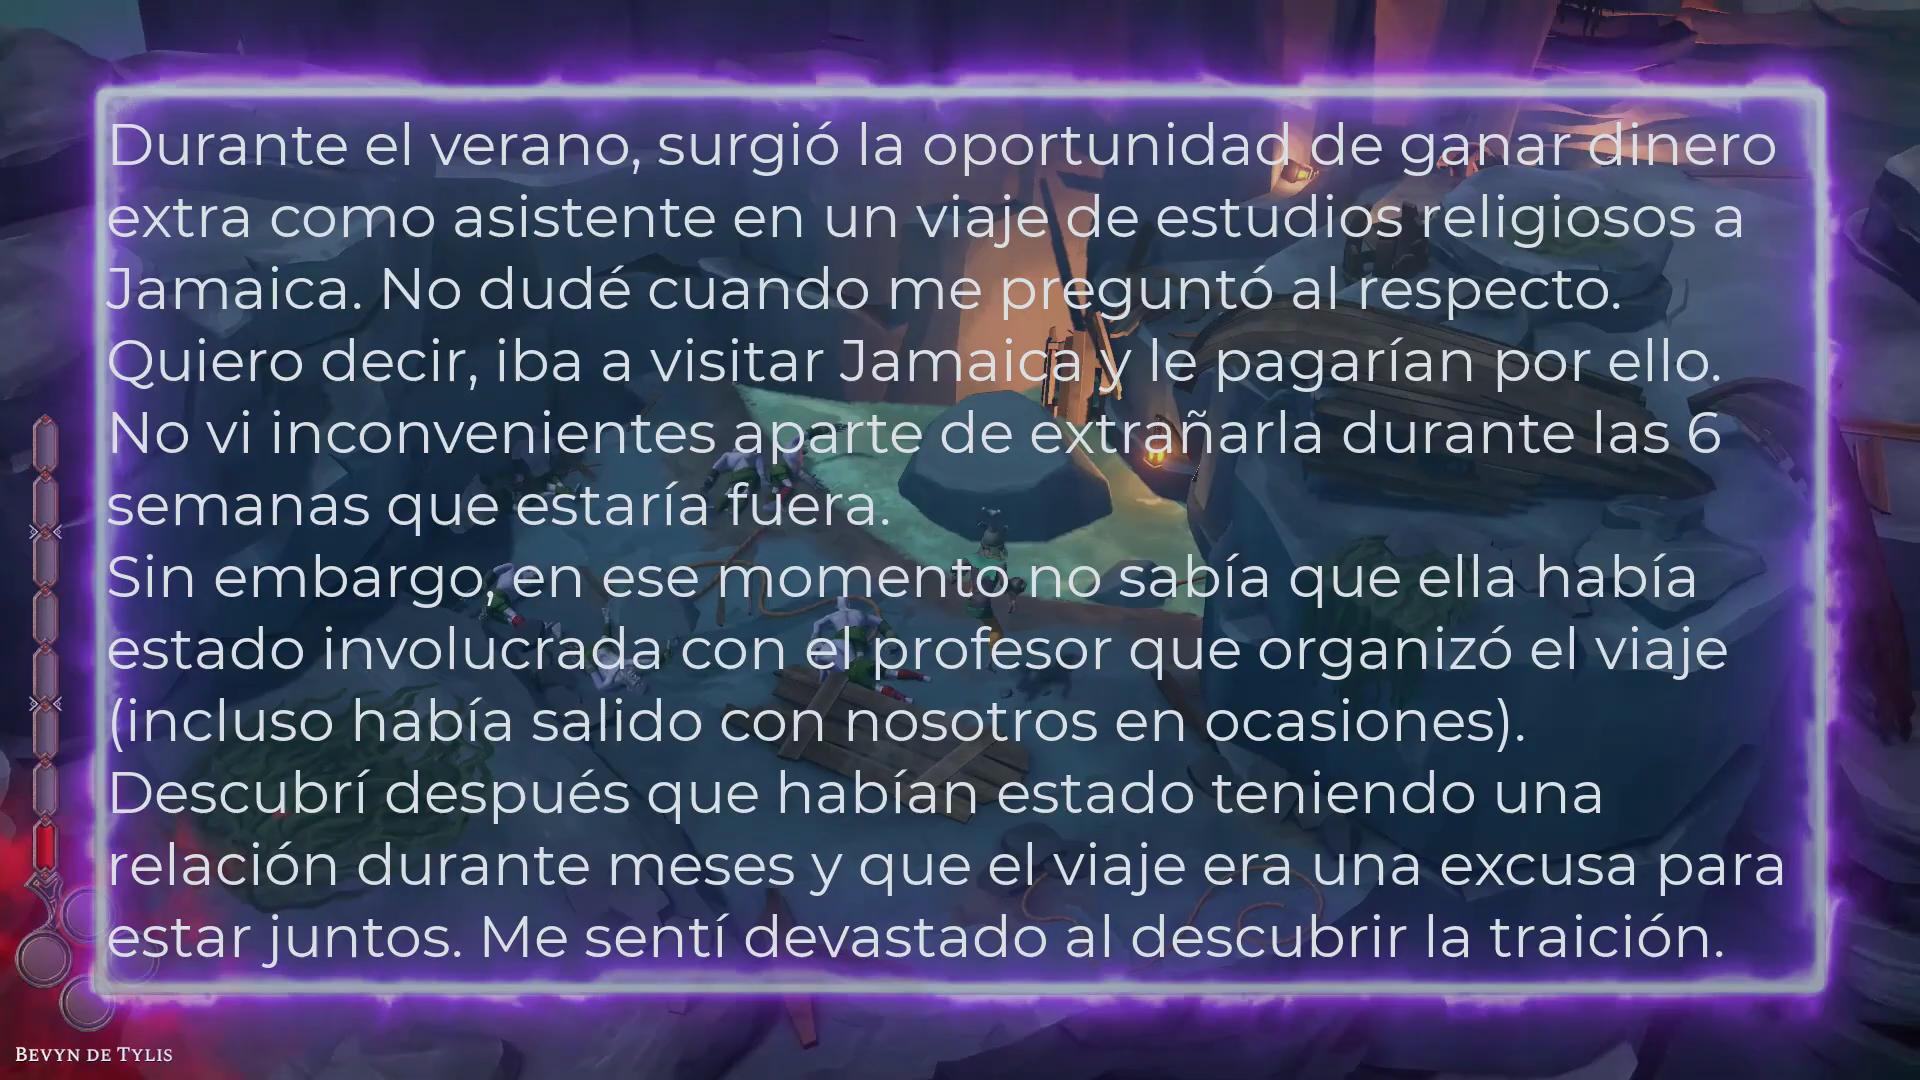 Durante el verano, surgió la oportunidad de ganar dinero
extra como asistente en un viaje de estudios religiosos a
Jamaica. No dudé cuando me preguntó al respecto.
Quiero decir, iba a visitar Jamaica y le pagarían por ello.
No vi inconvenientes aparte de extrañarla durante las 6
semanas que estaría fuera.
Sin embargo, en ese momento no sabía que ella había
estado involucrada con el profesor que organizó el viaje
(incluso había salido con nosotros en ocasiones).
Descubrí después que habían estado teniendo una
relación durante meses y que el viaje era una excusa para
estar juntos. Me sentí devastado al descubrir la traición.
Bevyn de Tylis